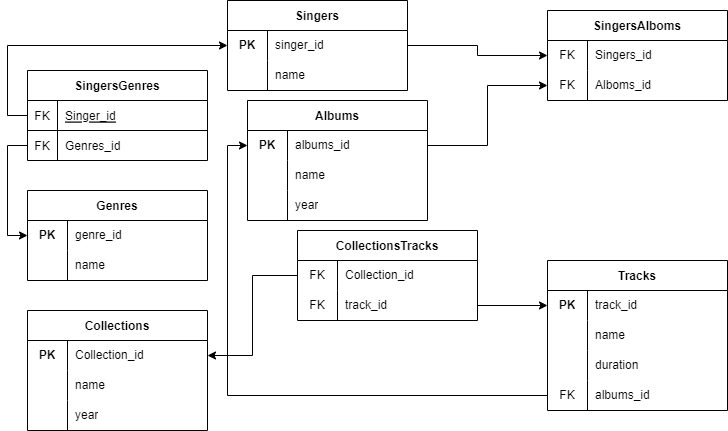 Singers
PK singer_id
name
SingersAlboms
FK Singers_id
FK Alboms_id
SingersGenres
FK Singer_id
FK Genres_id
Albums
PK albums_id
name
year
Genres
PK genre_id
name
CollectionsTracks
FK Collection_id
FK track_id
Tracks
PK track_id
name
duration
FK albums_id
Collections
PK Collection_id
name
year